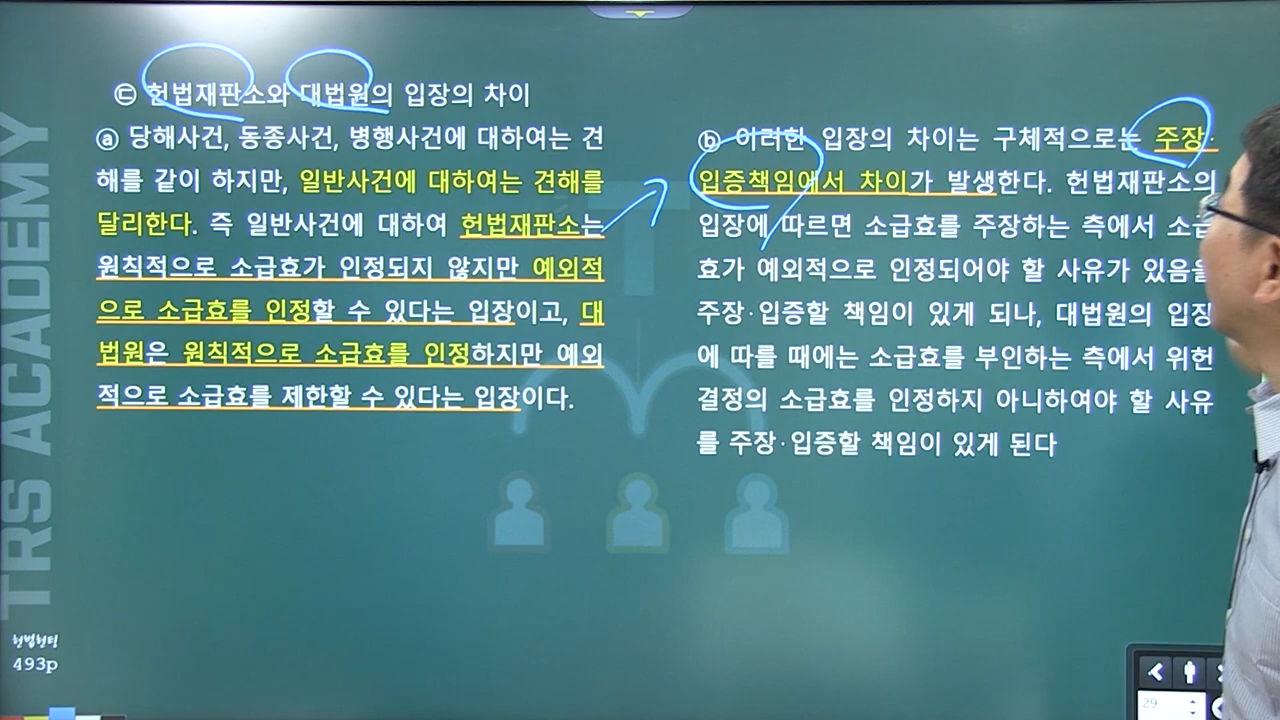 ㉢ 헌법재판소와 대법원의 입장의 차이
ⓐ 당해사건, 동종사건, 병행사건에 대하여는 견
해를 같이 하지만, 일반사건에 대하여는 견해를
달리한다. 즉 일반사건에 대하여 헌법재판소는
원칙적으로 소급효가 인정되지 않지만 예외적
으로 소급효를 인정할 수 있다는 입장이고, 대
법원은 원칙적으로 소급효를 인정하지만 예외
적으로 소급효를 제한할 수 있다는 입장이다.
ⓑ 이러한 입장의 차이는 구체적으로는 주장·
입증책임에서 차이가 발생한다. 헌법재판소의
입장에 따르면 소급효를 주장하는 측에서 소급
효가 예외적으로 인정되어야 할 사유가 있음을
주장·입증할 책임이 있게 되나, 대법원의 입장
에 따를 때에는 소급효를 부인하는 측에서 위헌
결정의 소급효를 인정하지 아니하여야 할 사유
를 주장·입증할 책임이 있게 된다
TRS ACADEMY
헌법헌팅
493p
29